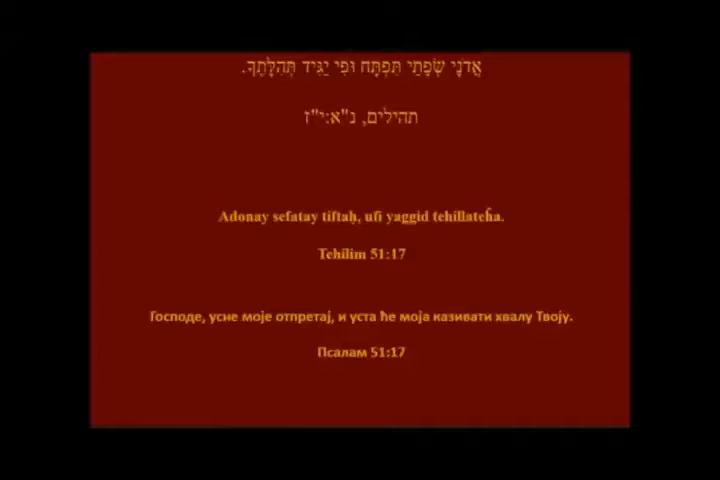 אֲדֹנָי שְׂפָתַי תִּפְתָּח וּפִי יַגִּיד תְּהִלָּתֶךָ.
תהילים, נ"א:י"ז
Adonay sefatay tiftaḥ, ufi yaggid tehillateĥa.
Tehilim 51:17
Господе, усне моје отпретај, и уста ће моја казивати хвалу Твоју.
Псалам 51:17